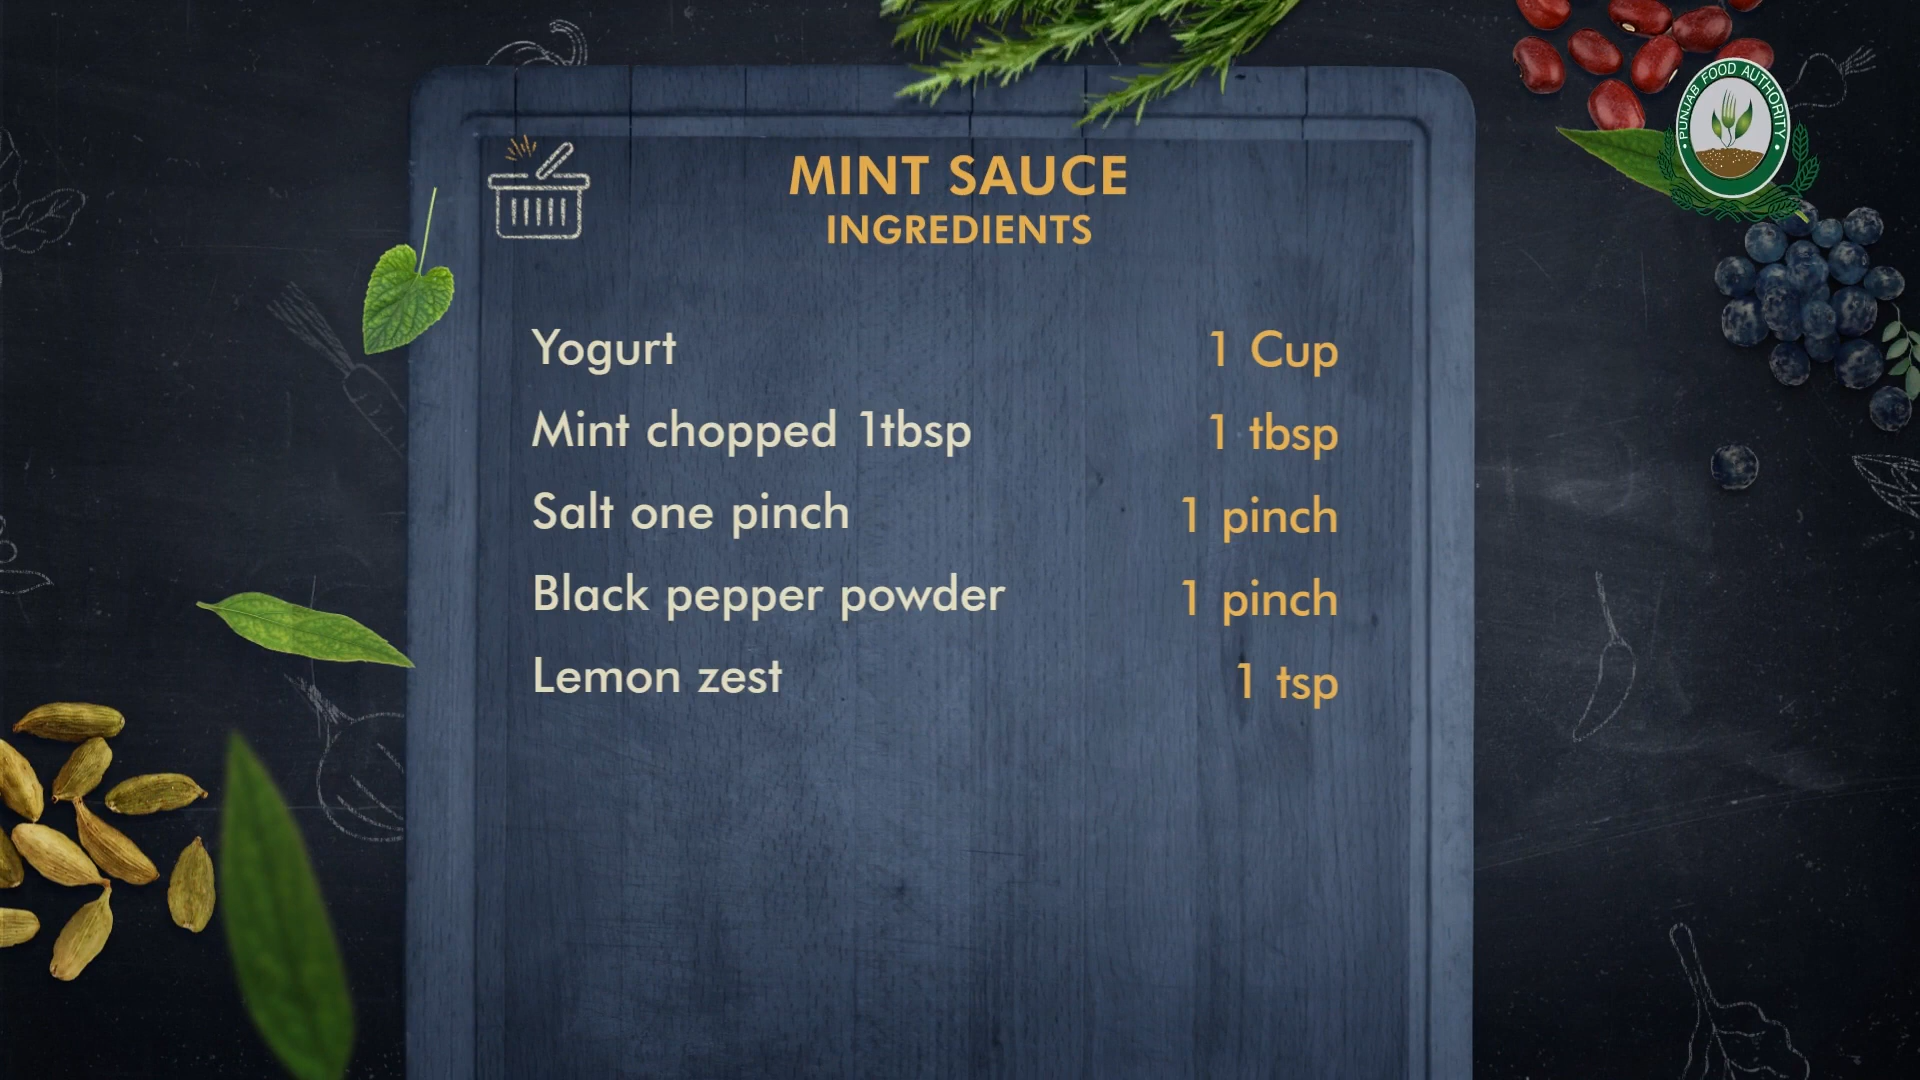 PUNJAB FOOD AUTHORITY
MINT SAUCE
INGREDIENTS
Yogurt 1 Cup
Mint chopped 1tbsp 1 tbsp
Salt one pinch 1 pinch
Black pepper powder 1 pinch
Lemon zest 1 tsp